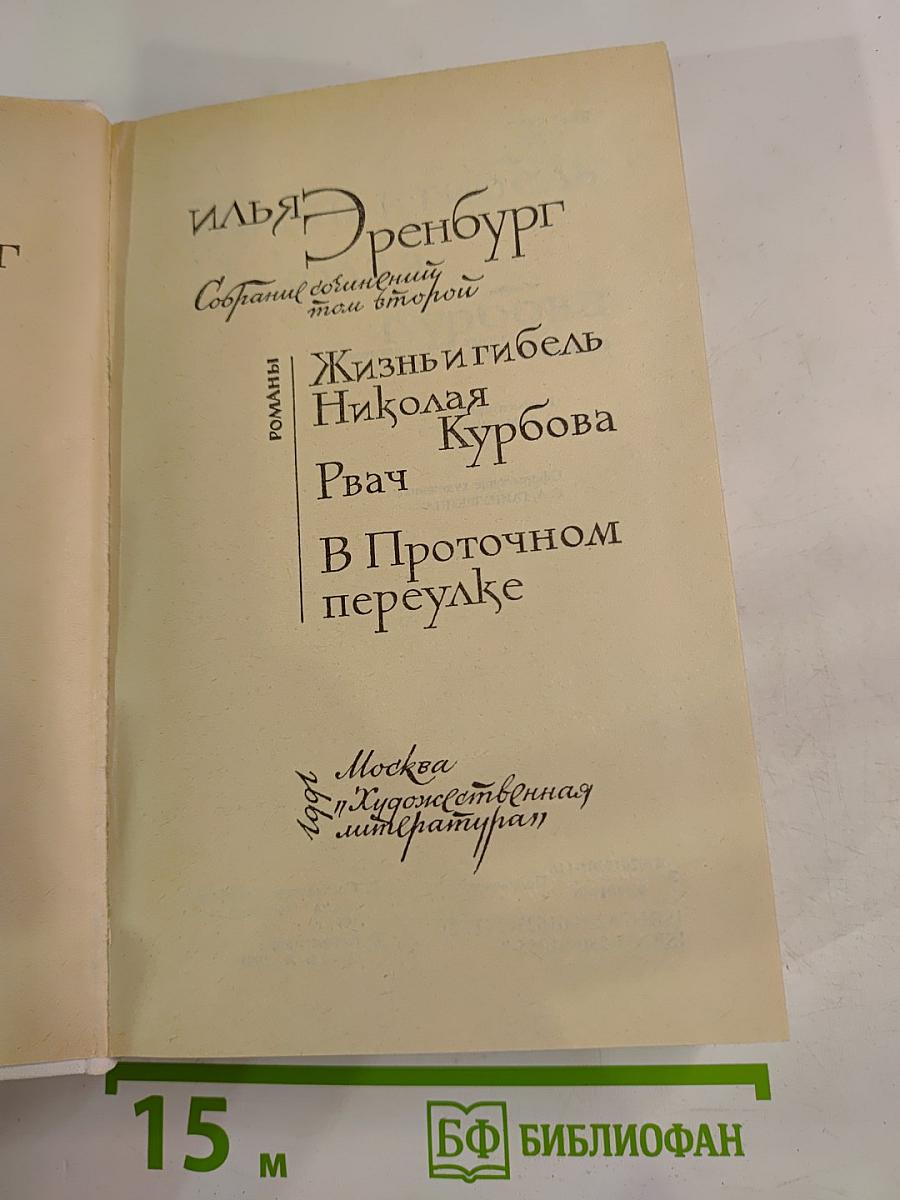 г
ИЛЬЯ Эренбург
Собрание сочинений
том второй
РОМАНЫ
Жизнь и гибель
Николая
Курбова
Рвач
В Проточном
переулке
Москва
„Художественная
литература„
1991
15 м
БФ БИБЛИОФАН